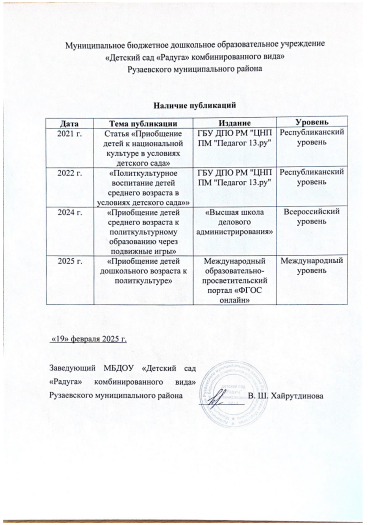 Муниципальное бюджетное дошкольное образовательное учреждение
«Детский сад «Радуга» комбинированного вида»
Рузаевского муниципального района
Наличие публикаций
Дата Тема публикации Издание Уровень
2021 г. Статья «Приобщение ГБУ ДПО РМ "ЦНП Республиканский
детей к национальной ПМ "Педагог 13.ру" уровень
культуре в условиях
детского сада»
2022 г. «Политкультурное ГБУ ДПО РМ "ЦНП Республиканский
воспитание детей ПМ "Педагог 13.ру" уровень
среднего возраста в
условиях детского сада»»
2024 г. «Приобщение детей «Высшая школа Всероссийский
среднего возраста к делового уровень
политкультурному администрирования»
образованию через
подвижные игры»
2025 г. «Приобщение детей Международный Международный
дошкольного возраста к образовательно- уровень
политкультуре» просветительский
портал «ФГОС
онлайн»
«19» февраля 2025 г.
Заведующий МБДОУ «Детский сад
«Радуга» комбинированного вида»
Рузаевского муниципального района В. Ш. Хайрутдинова